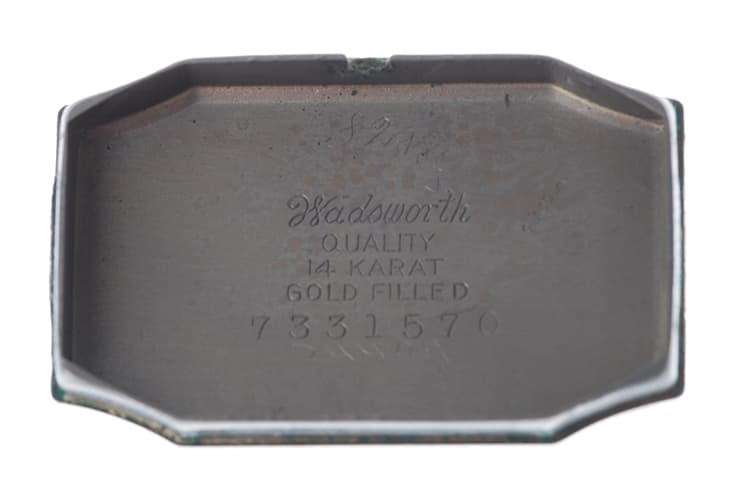 Wadsworth
QUALITY
14 KARAT
GOLD FILLED
7331570